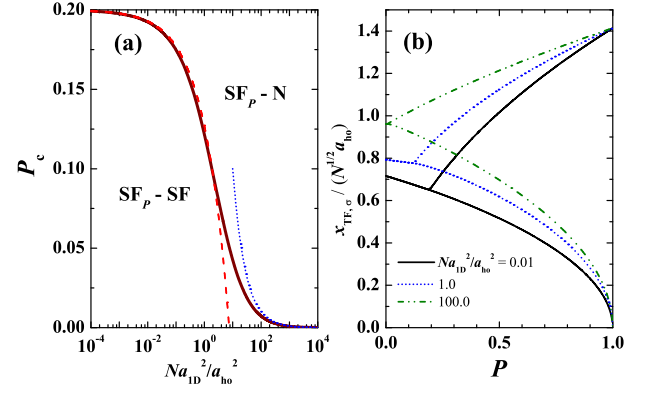 (a)
0.20
0.15
0.10
0.05
0.00
P_c
SF_P - N
SF_P - SF
10^-4 10^-2 10^0 10^2 10^4
Na_1D^2/a_ho^2
(b)
1.4
1.2
1.0
0.8
0.6
0.4
0.2
0.0
x_TF, σ / (N^1/2 a_ho)
Na_1D^2/a_ho^2 = 0.01
1.0
100.0
0.0 0.5 1.0
P